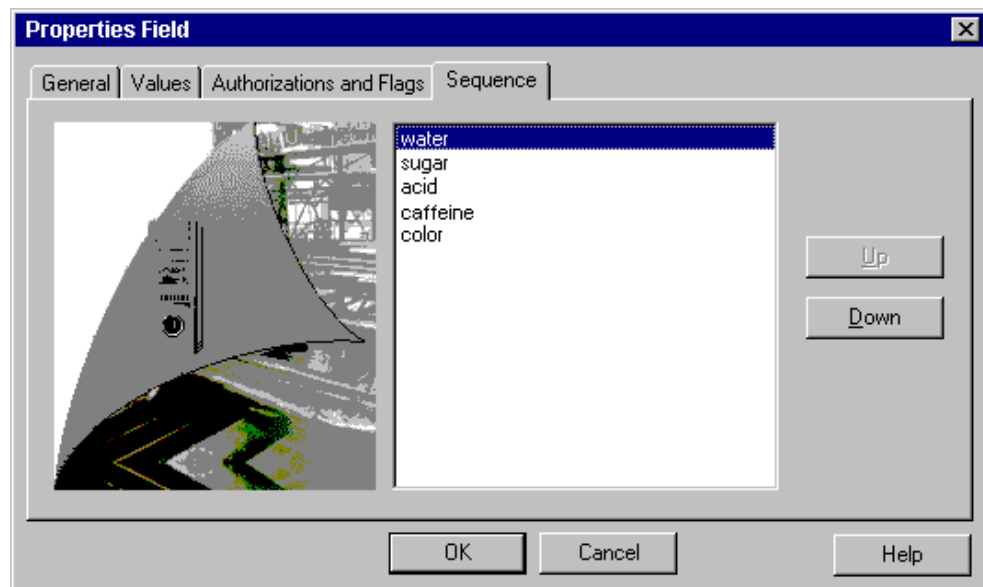 Properties Field
General Values Authorizations and Flags Sequence
water
sugar
acid
caffeine
color
Up
Down
OK Cancel Help